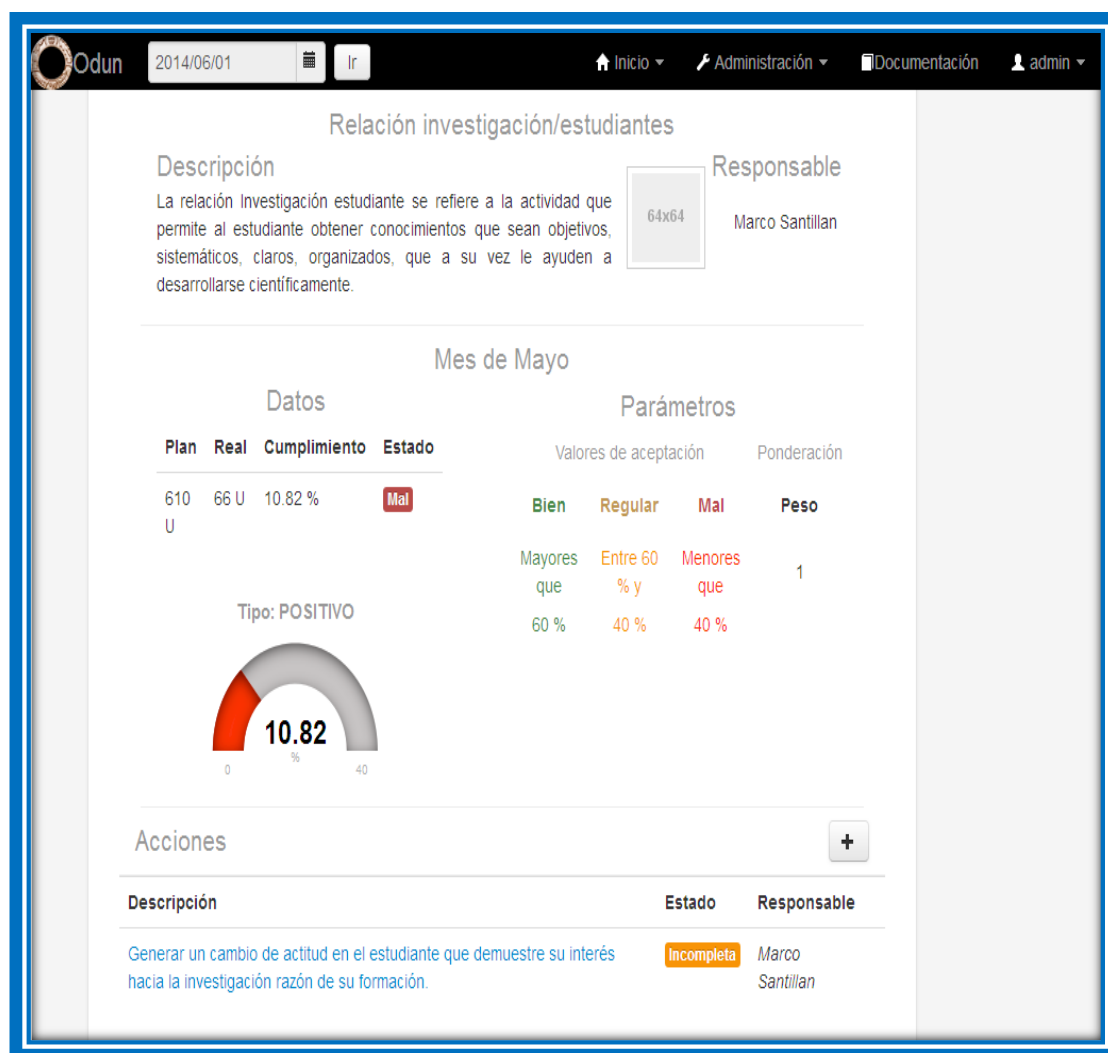 Odun 2014/06/01 Ir Inicio Administración Documentación admin
Relación investigación/estudiantes
Descripción
La relación Investigación estudiante se refiere a la actividad que
permite al estudiante obtener conocimientos que sean objetivos,
sistemáticos, claros, organizados, que a su vez le ayuden a
desarrollarse científicamente.
64x64
Responsable
Marco Santillan
Mes de Mayo
Datos
Plan Real Cumplimiento Estado
610 66 U 10.82 % Mal
U
Tipo: POSITIVO
10.82
%
0 40
Parámetros
Valores de aceptación Ponderación
Bien Regular Mal Peso
Mayores Entre 60 Menores
que % y que 1
60 % 40 % 40 %
Acciones +
Descripción Estado Responsable
Generar un cambio de actitud en el estudiante que demuestre su interés Incompleta Marco
hacia la investigación razón de su formación. Santillan